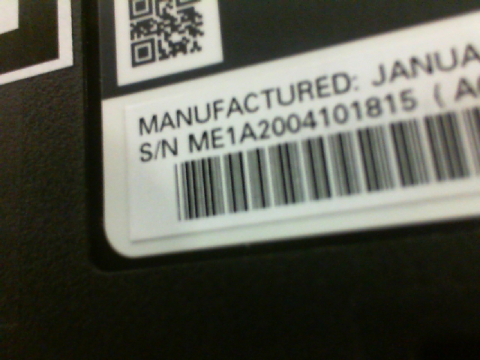 MANUFACTURED: JANUA
S/N ME1A2004101815 ( A